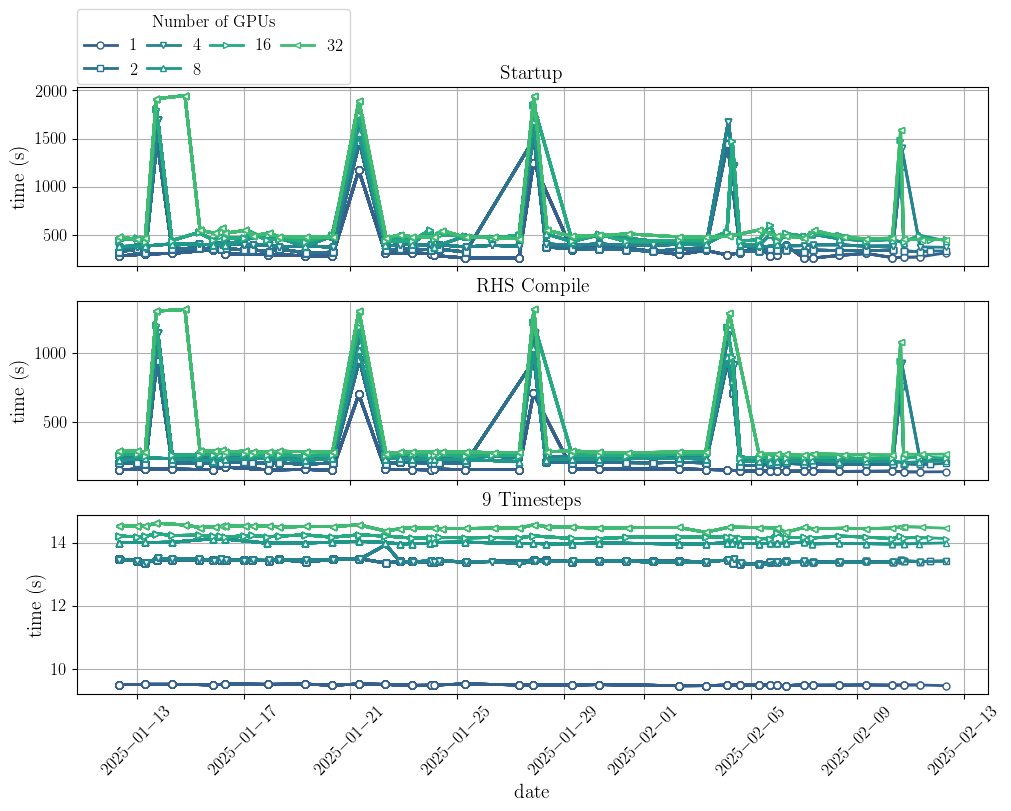 Number of GPUs
1 4 16 32
2 8
Startup
time (s)
2000
1500
1000
500
RHS Compile
time (s)
1000
500
9 Timesteps
time (s)
14
12
10
2025-01-13 2025-01-17 2025-01-21 2025-01-25 2025-01-29 2025-02-01 2025-02-05 2025-02-09 2025-02-13
date